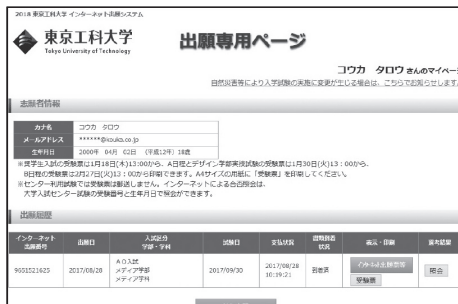 2018 東京工科大学 インターネット出願システム
東京工科大学
Tokyo University of Technology
出願専用ページ
コウカ タロウさんのマイページ
自然災害等により入学試験の実施に変更が生じる場合は、こちらでお知らせします。
志願者情報
カナ名 コウカ タロウ
メールアドレス ******@kouka.co.jp
生年月日 2000年 04月 02日 (平成12年) 18歳
※奨学生入試の受験票は1月18日(木)13:00から、A日程とデザイン学部実技試験の受験票は1月30日(火)13:00から、
B日程の受験票は2月27日(火)13:00から印刷できます。A4サイズの用紙に「受験票」を印刷してください。
※センター利用試験では受験票は郵送しません。インターネットによる合否照会は、
大学入試センター試験の受験番号と生年月日で照会ができます。
出願履歴
インターネット出願番号 出願日 入試区分 学部・学科 試験日 支払状況 書類到着状況 表示・印刷 選考結果
9651521625 2017/08/28 AO入試 メディア学部 メディア学科 2017/09/30 2017/08/28 10:19:21 到着済 受験票 照会